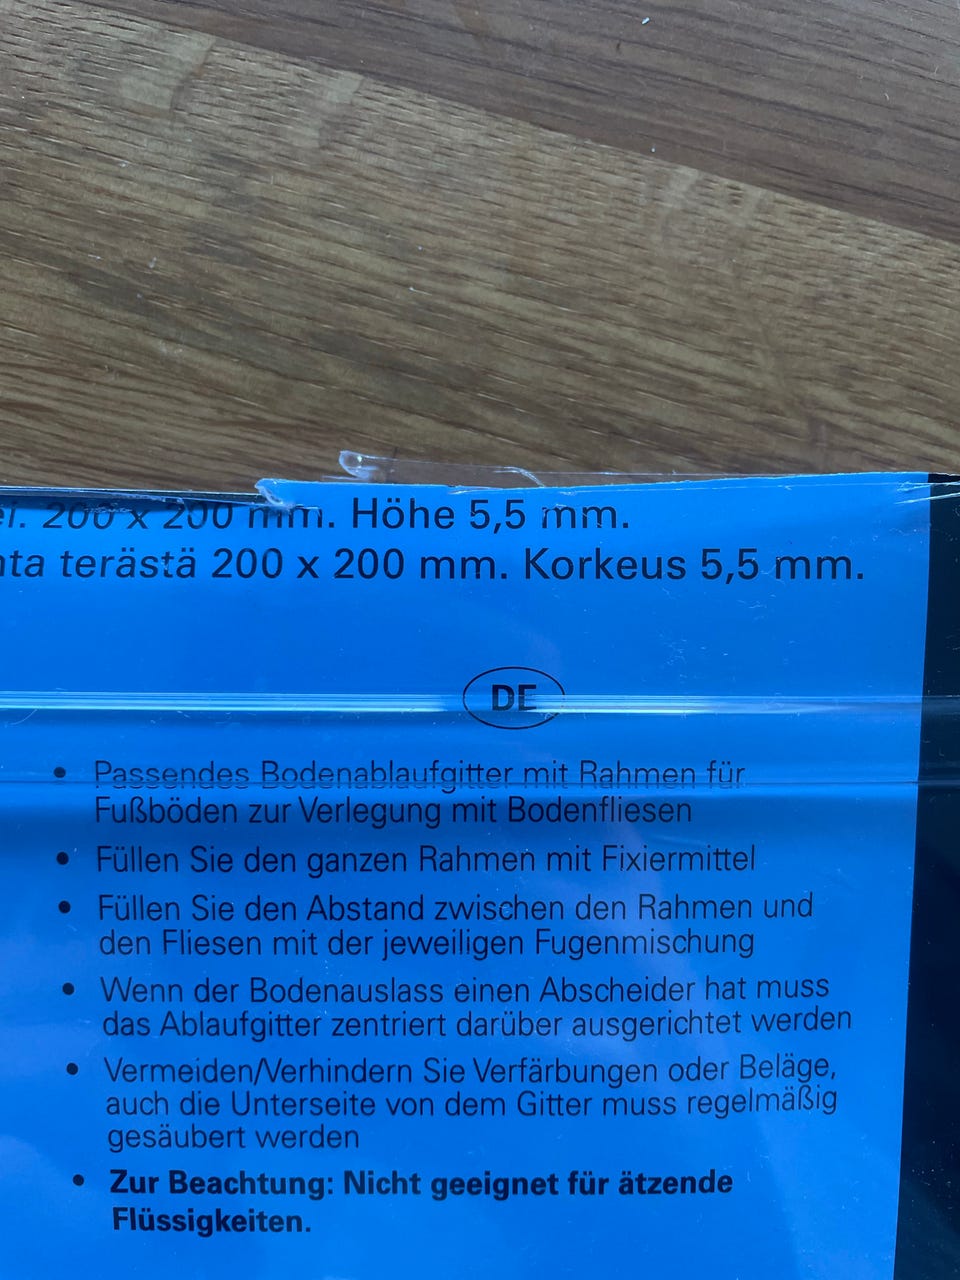 200 x 200 mm. Höhe 5,5 mm.
terästä 200 x 200 mm. Korkeus 5,5 mm.
DE
• Passendes Bodenablaufgitter mit Rahmen für
Fußböden zur Verlegung mit Bodenfliesen
• Füllen Sie den ganzen Rahmen mit Fixiermittel
• Füllen Sie den Abstand zwischen den Rahmen und
den Fliesen mit der jeweiligen Fugenmischung
• Wenn der Bodenauslass einen Abscheider hat muss
das Ablaufgitter zentriert darüber ausgerichtet werden
• Vermeiden/Verhindern Sie Verfärbungen oder Beläge,
auch die Unterseite von dem Gitter muss regelmäßig
gesäubert werden
• Zur Beachtung: Nicht geeignet für ätzende
Flüssigkeiten.